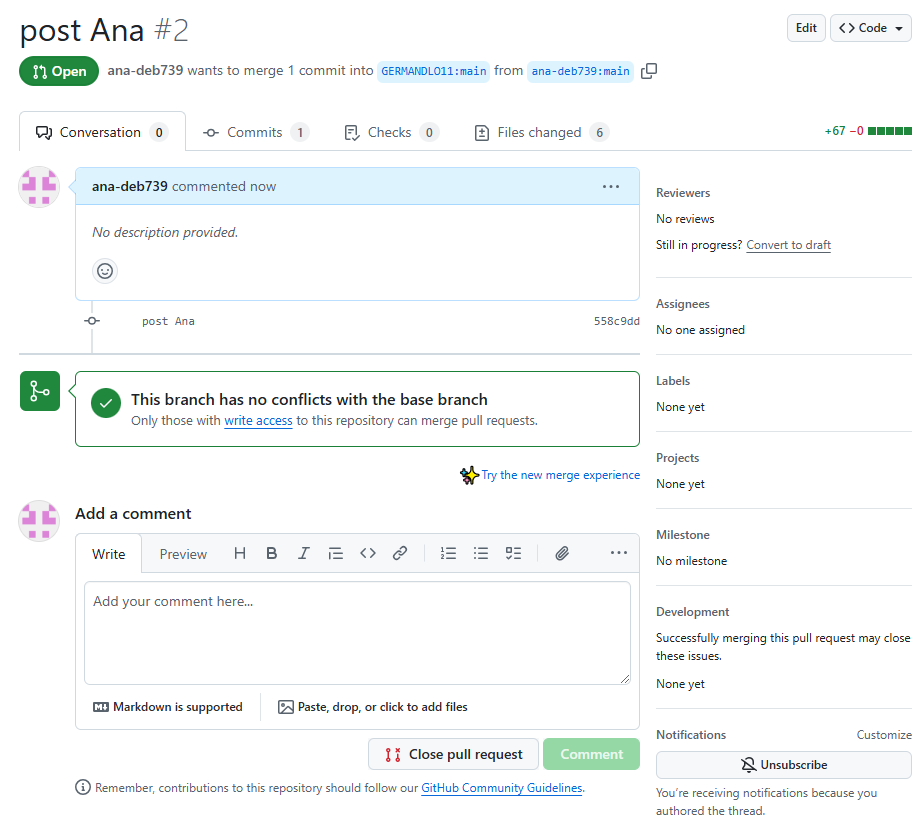 post Ana #2
Edit
Code
Open
ana-deb739 wants to merge 1 commit into GERMANDLO11:main from ana-deb739:main
Conversation 0
Commits 1
Checks 0
Files changed 6
+67 −0
ana-deb739 commented now
No description provided.
post Ana
558c9dd
This branch has no conflicts with the base branch
Only those with write access to this repository can merge pull requests.
Try the new merge experience
Add a comment
Write
Preview
Add your comment here...
Markdown is supported
Paste, drop, or click to add files
Close pull request
Comment
Remember, contributions to this repository should follow our GitHub Community Guidelines.
Reviewers
No reviews
Still in progress? Convert to draft
Assignees
No one assigned
Labels
None yet
Projects
None yet
Milestone
No milestone
Development
Successfully merging this pull request may close
these issues.
None yet
Notifications
Customize
Unsubscribe
You’re receiving notifications because you
authored the thread.